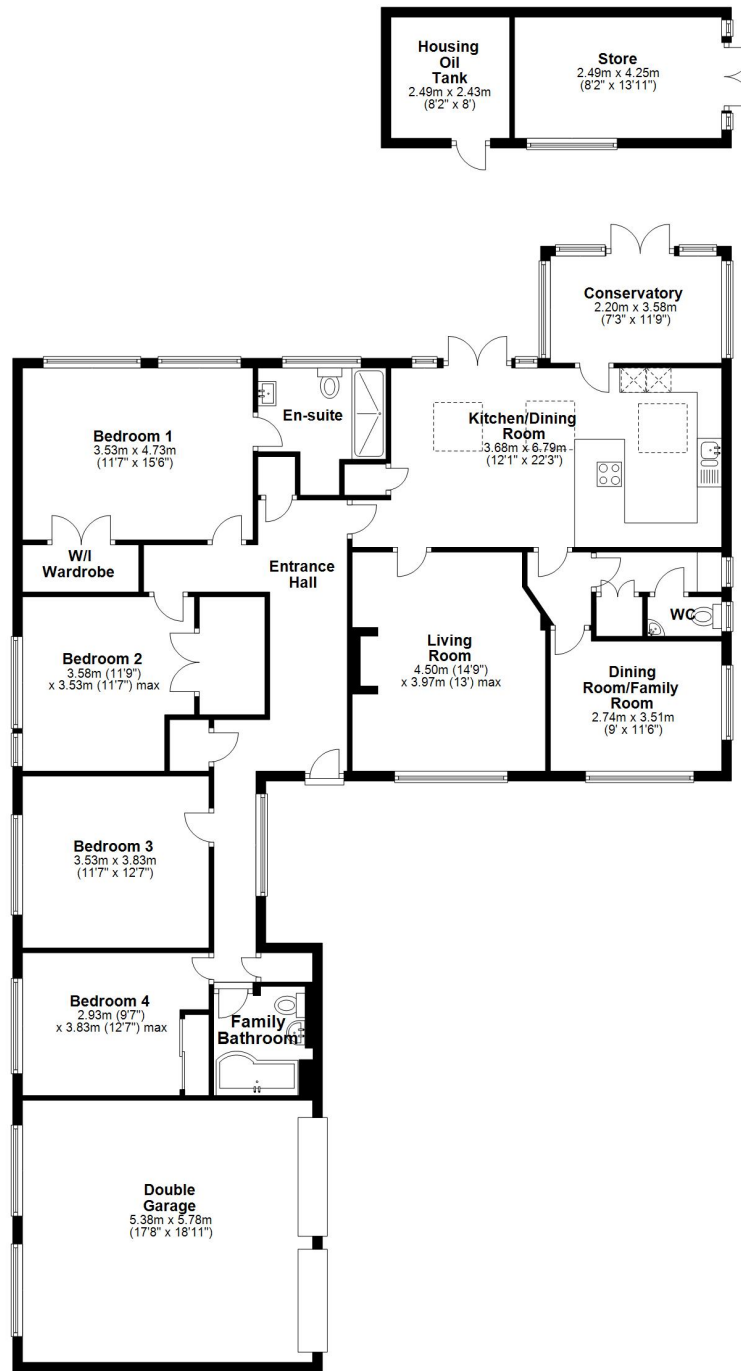 Housing
Oil
Tank
2.49m x 2.43m
(8'2" x 8')
Store
2.49m x 4.25m
(8'2" x 13'11")
Conservatory
2.20m x 3.58m
(7'3" x 11'9")
En-suite
Kitchen/Dining
Room
3.68m x 6.79m
(12'1" x 22'3")
Bedroom 1
3.53m x 4.73m
(11'7" x 15'6")
W/I
Wardrobe
Entrance
Hall
WC
Bedroom 2
3.58m (11'9")
x 3.53m (11'7") max
Living
Room
4.50m (14'9")
x 3.97m (13') max
Dining
Room/Family
Room
2.74m x 3.51m
(9' x 11'6")
Bedroom 3
3.53m x 3.83m
(11'7" x 12'7")
Bedroom 4
2.93m (9'7")
x 3.83m (12'7") max
Family
Bathroom
Double
Garage
5.38m x 5.78m
(17'8" x 18'11")